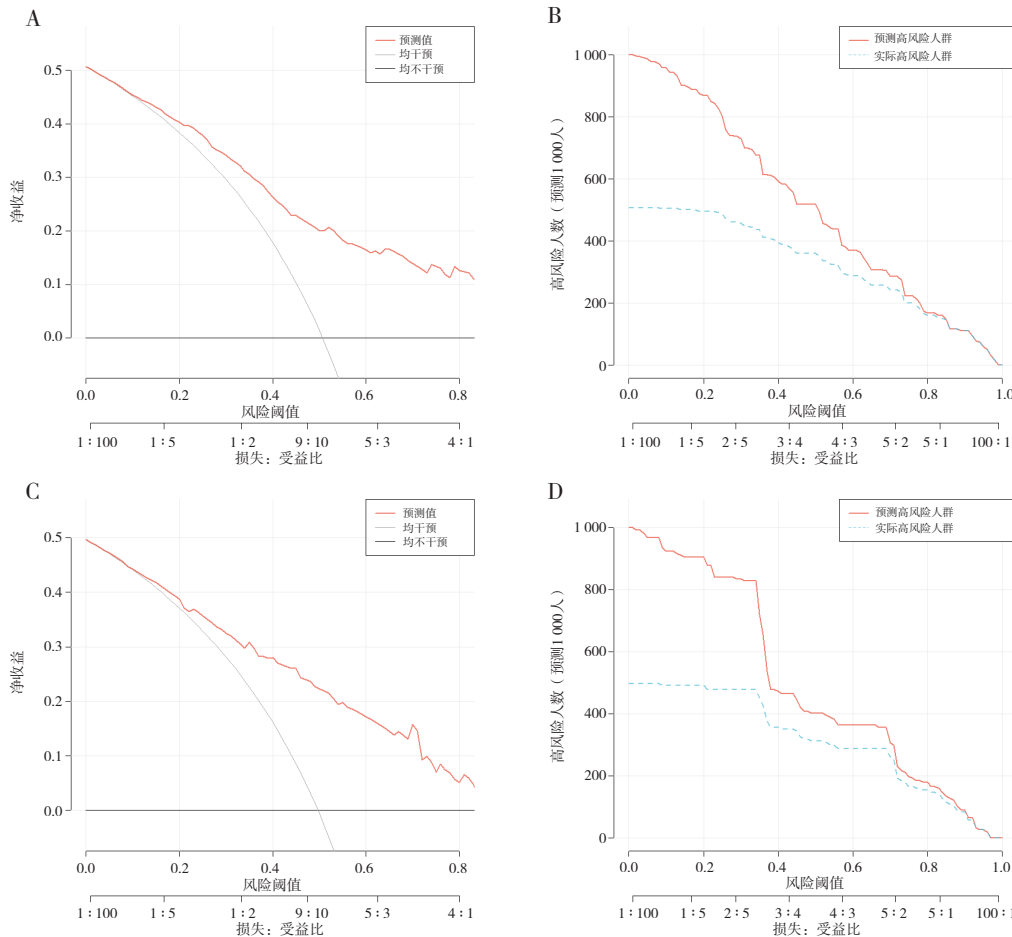 A
预测值
均干预
均不干预
净收益
0.5
0.4
0.3
0.2
0.1
0.0
0.0 0.2 0.4 0.6 0.8
风险阈值
1∶100 1∶5 1∶2 9∶10 5∶3 4∶1
损失：受益比
B
预测高风险人群
实际高风险人群
高风险人数（预测1 000人）
1 000
800
600
400
200
0
0.0 0.2 0.4 0.6 0.8 1.0
风险阈值
1∶100 1∶5 2∶5 3∶4 4∶3 5∶2 5∶1 100∶1
损失：受益比
C
预测值
均干预
均不干预
净收益
0.5
0.4
0.3
0.2
0.1
0.0
0.0 0.2 0.4 0.6 0.8
风险阈值
1∶100 1∶5 1∶2 9∶10 5∶3 4∶1
损失：受益比
D
预测高风险人群
实际高风险人群
高风险人数（预测1 000人）
1 000
800
600
400
200
0
0.0 0.2 0.4 0.6 0.8 1.0
风险阈值
1∶100 1∶5 2∶5 3∶4 4∶3 5∶2 5∶1 100∶1
损失：受益比